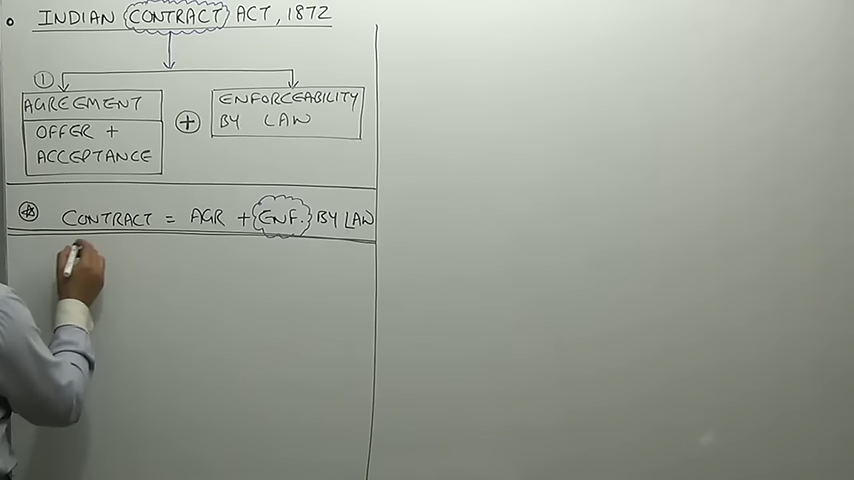 INDIAN CONTRACT ACT, 1872
①
AGREEMENT
OFFER +
ACCEPTANCE
+
ENFORCEABILITY
BY LAW
CONTRACT = AGR + ENF. BY LAW